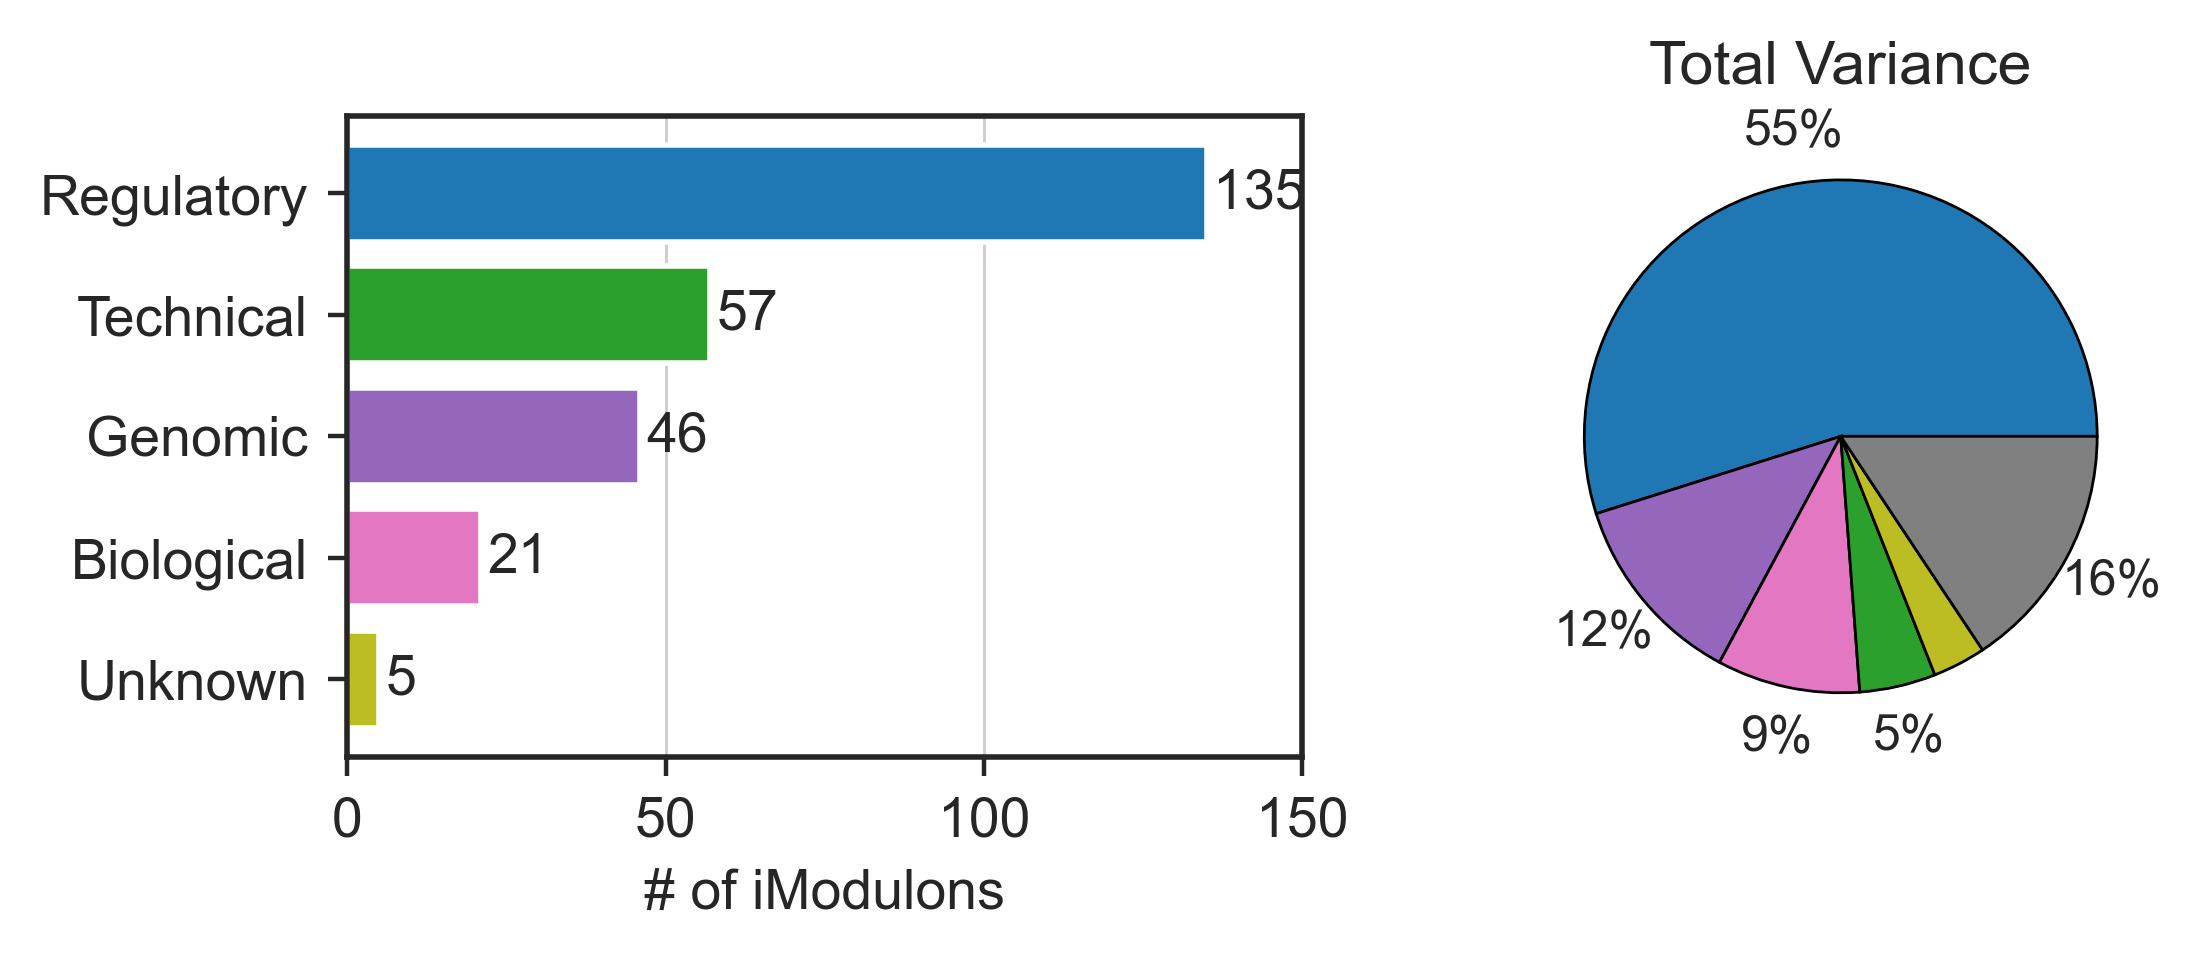 Regulatory 135
Technical 57
Genomic 46
Biological 21
Unknown 5
0 50 100 150
# of iModulons
Total Variance
55%
16%
12%
9% 5%